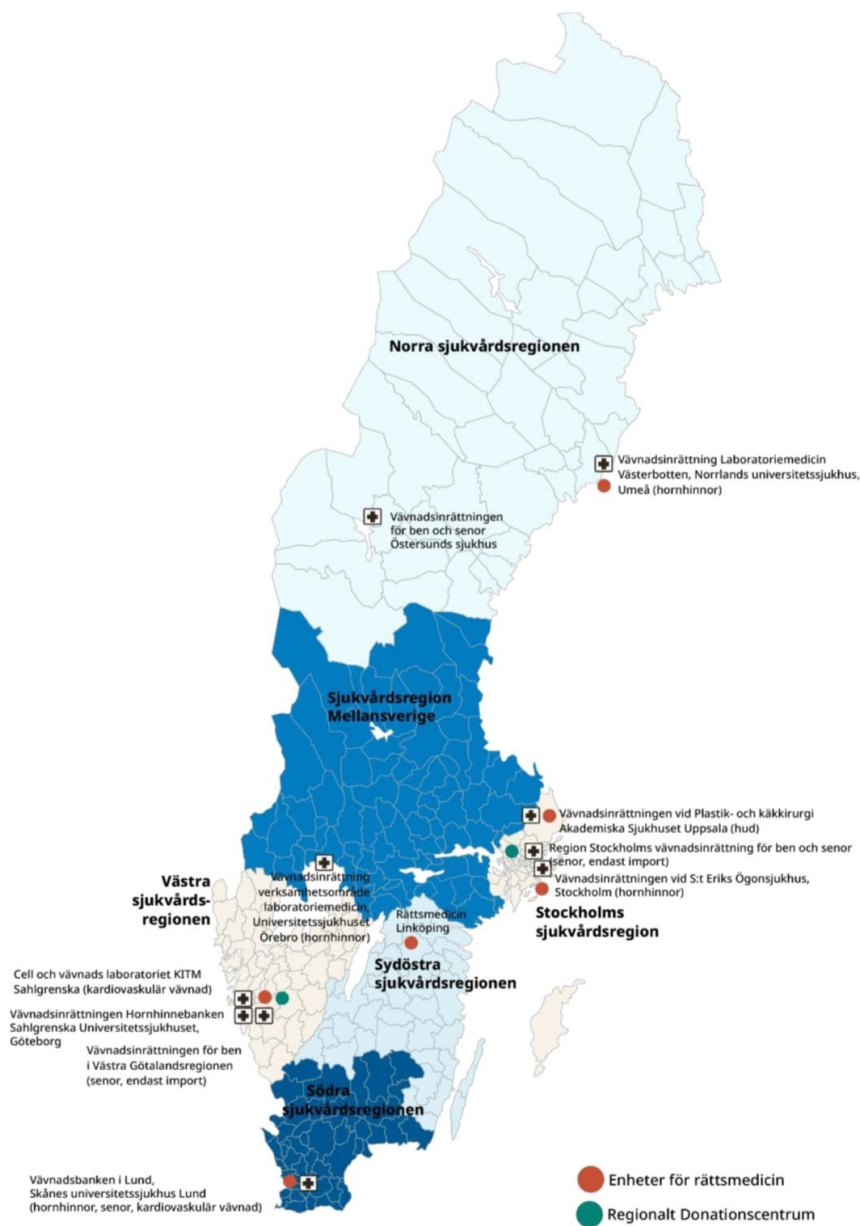 Norra sjukvårdsregionen
Vävnadsinrättning Laboratoriemedicin
Västerbotten, Norrlands universitetssjukhus,
Umeå (hornhinnor)
Vävnadsinrättningen
för ben och senor
Östersunds sjukhus
Sjukvårdsregion
Mellansverige
Vävnadsinrättningen vid Plastik- och käkkirurgi
Akademiska Sjukhuset Uppsala (hud)
Region Stockholms vävnadsinrättning för ben och senor
(senor, endast import)
Vävnadsinrättningen vid S:t Eriks Ögonsjukhus,
Stockholm (hornhinnor)
Stockholms
sjukvårdsregion
Västra
sjukvårds-
regionen
Vävnadsinrättning
verksamhetsområde
laboratoriemedicin,
Universitetssjukhuset
Örebro (hornhinnor)
Rättsmedicin
Linköping
Sydöstra
sjukvårdsregionen
Cell och vävnads laboratoriet KITM
Sahlgrenska (kardiovaskulär vävnad)
Vävnadsinrättningen Hornhinnebanken
Sahlgrenska Universitetssjukhuset,
Göteborg
Vävnadsinrättningen för ben
i Västra Götalandsregionen
(senor, endast import)
Södra
sjukvårdsregionen
Vävnadsbanken i Lund,
Skånes universitetssjukhus Lund
(hornhinnor, senor, kardiovaskulär vävnad)
Enheter för rättsmedicin
Regionalt Donationscentrum